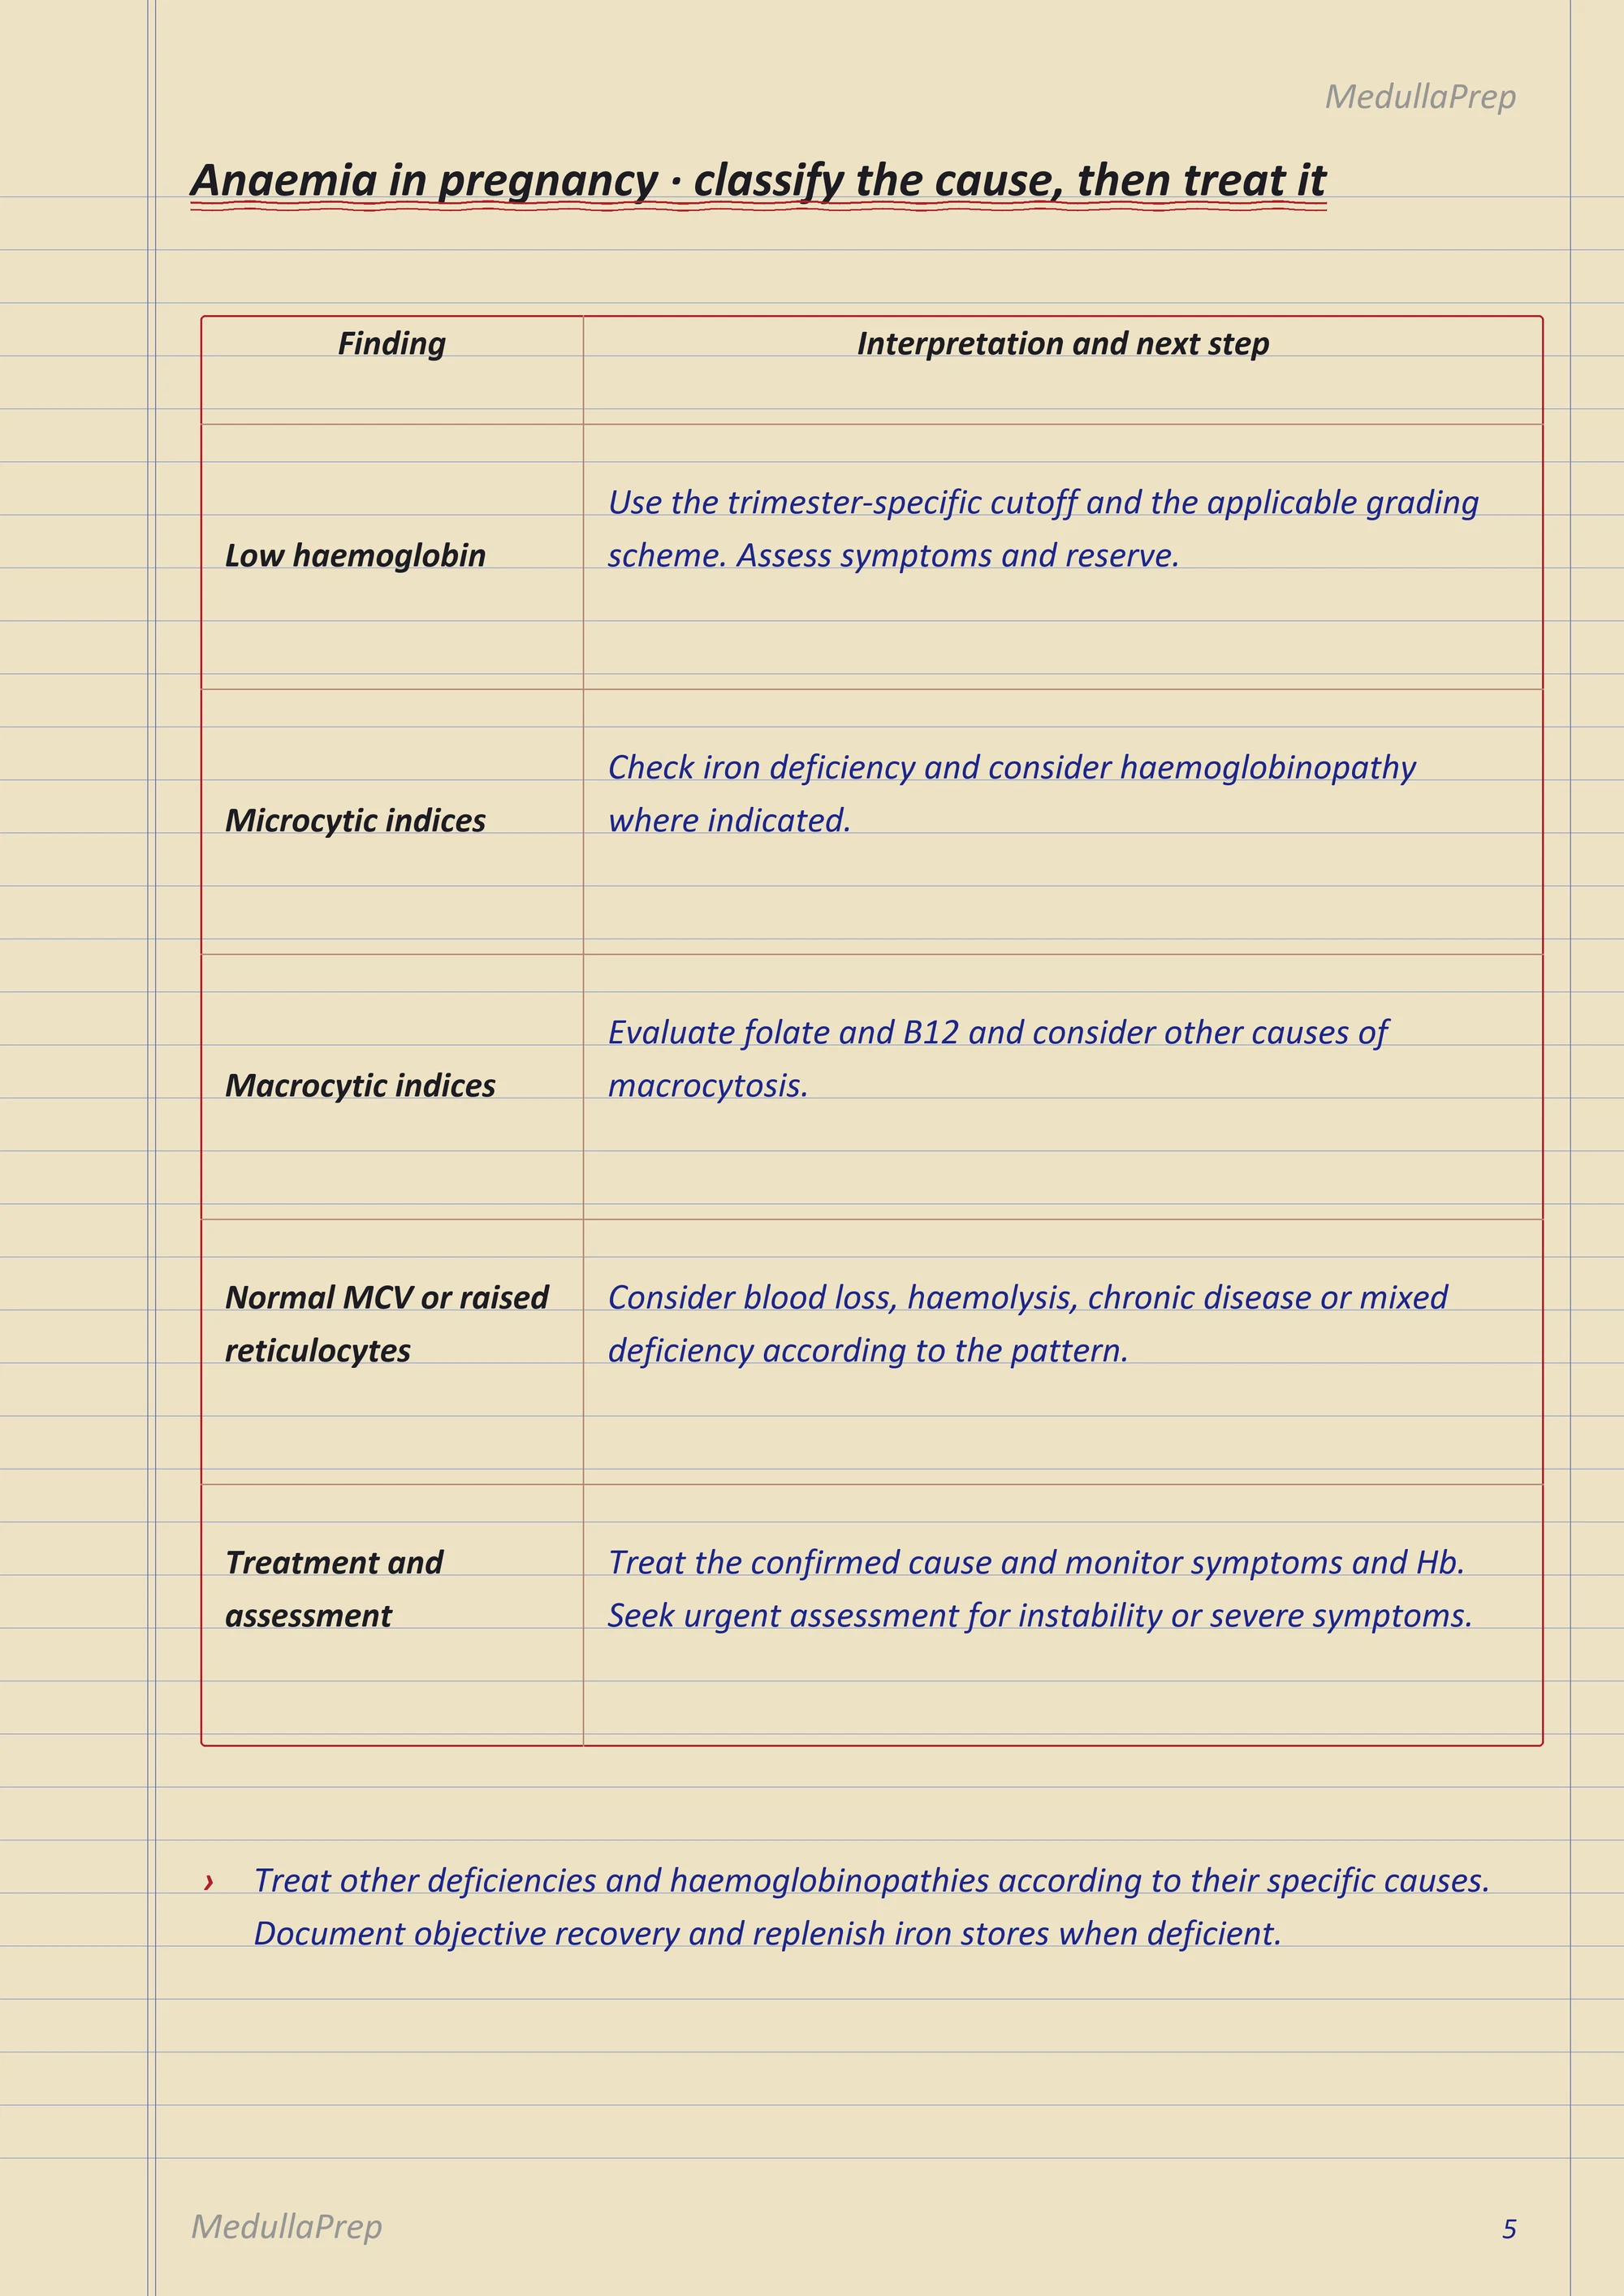 MedullaPrep
Anaemia in pregnancy · classify the cause, then treat it
Finding
Interpretation and next step
Low haemoglobin
Use the trimester-specific cutoff and the applicable grading
scheme. Assess symptoms and reserve.
Microcytic indices
Check iron deficiency and consider haemoglobinopathy
where indicated.
Macrocytic indices
Evaluate folate and B12 and consider other causes of
macrocytosis.
Normal MCV or raised
reticulocytes
Consider blood loss, haemolysis, chronic disease or mixed
deficiency according to the pattern.
Treatment and
assessment
Treat the confirmed cause and monitor symptoms and Hb.
Seek urgent assessment for instability or severe symptoms.
› Treat other deficiencies and haemoglobinopathies according to their specific causes.
Document objective recovery and replenish iron stores when deficient.
MedullaPrep
5